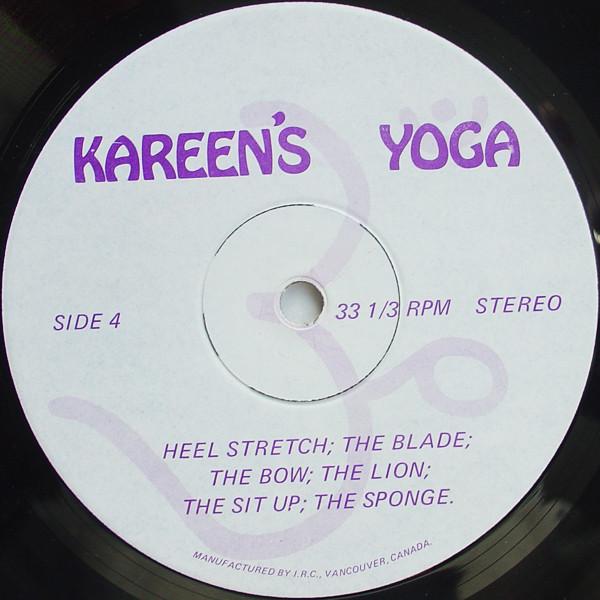 KAREEN'S YOGA
SIDE 4
33 1/3 RPM STEREO
HEEL STRETCH; THE BLADE;
THE BOW; THE LION;
THE SIT UP; THE SPONGE.
MANUFACTURED BY I.R.C., VANCOUVER, CANADA.